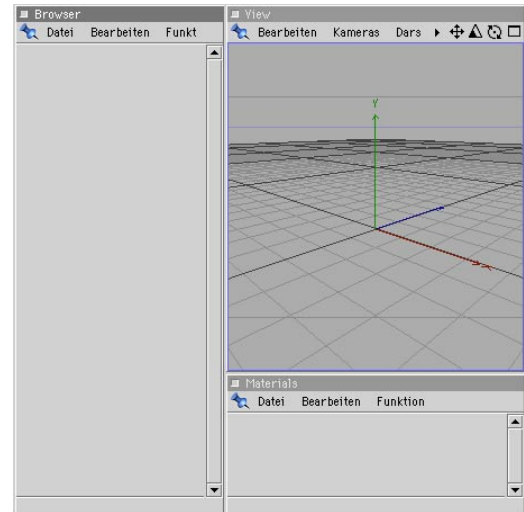 Browser
Datei Bearbeiten Funkt
View
Bearbeiten Kameras Dars
Y
X
Materials
Datei Bearbeiten Funktion